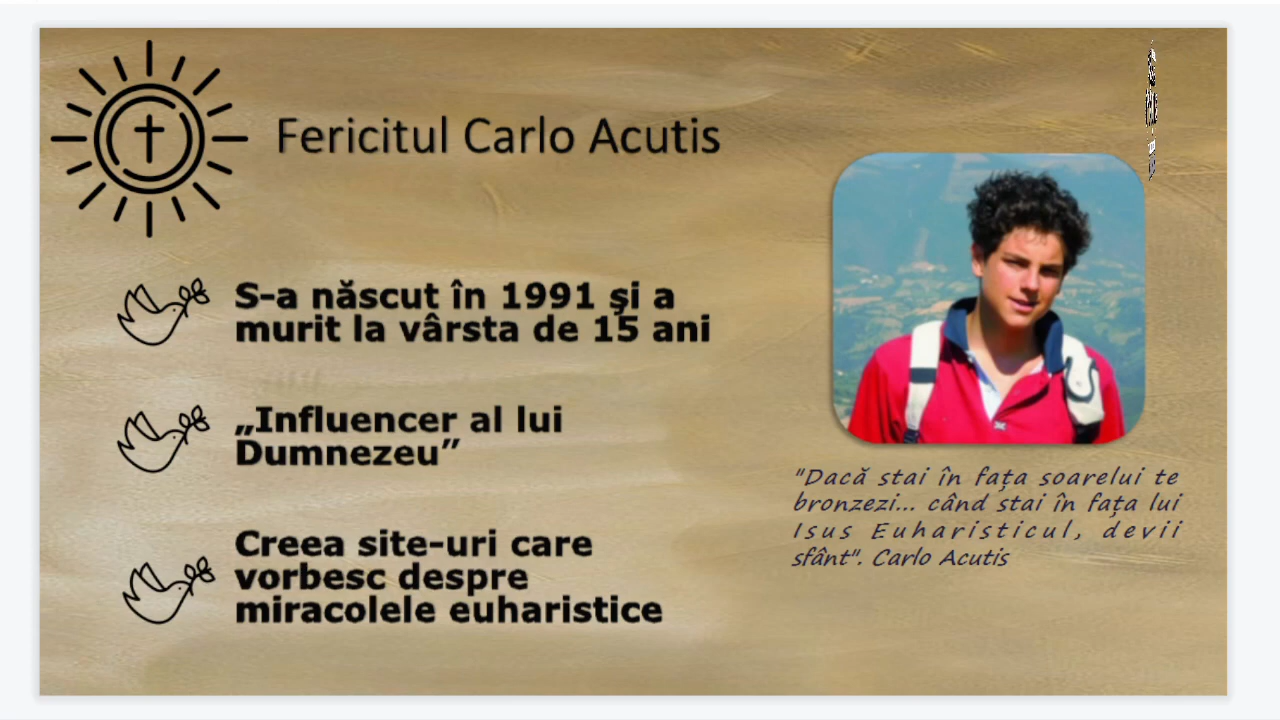 Fericitul Carlo Acutis
S-a născut în 1991 şi a
murit la vârsta de 15 ani
„Influencer al lui
Dumnezeu”
Creea site-uri care
vorbesc despre
miracolele euharistice
"Dacă stai în fața soarelui te
bronzezi... când stai în fața lui
Isus Euharisticul, devii
sfânt". Carlo Acutis